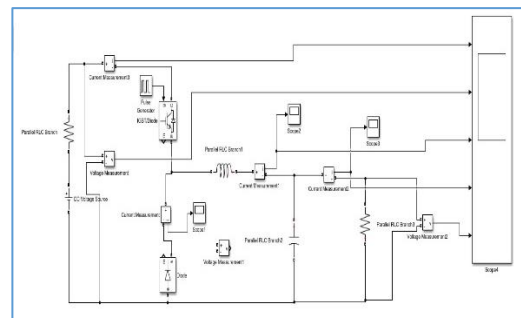 Current Measurement3
Pulse
Generator
IGBT/Diode
Scope2
Scope3
Parallel RLC Branch
Parallel RLC Branch1
Voltage Measurement
Current Measurement1
Current Measurement2
DC Voltage Source
Current Measurement
Scope1
Parallel RLC Branch2
Parallel RLC Branch3
Voltage Measurement2
Voltage Measurement1
Diode
Scope4